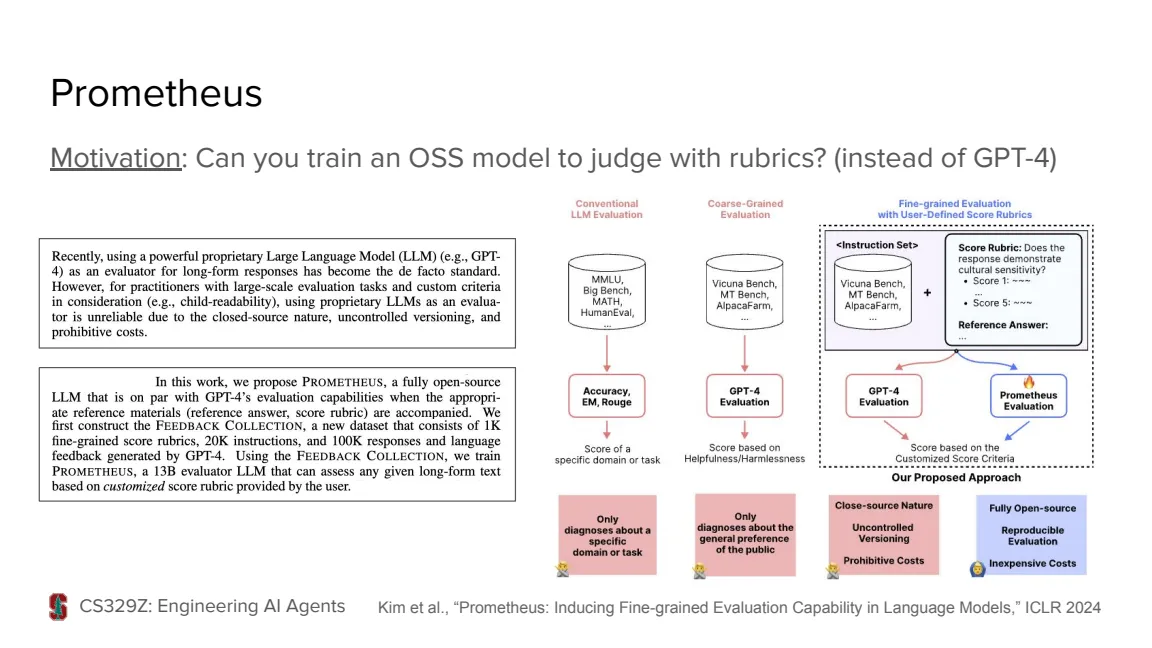 Prometheus
Motivation: Can you train an OSS model to judge with rubrics? (instead of GPT-4)
Recently, using a powerful proprietary Large Language Model (LLM) (e.g., GPT-
4) as an evaluator for long-form responses has become the de facto standard.
However, for practitioners with large-scale evaluation tasks and custom criteria
in consideration (e.g., child-readability), using proprietary LLMs as an evalua-
tor is unreliable due to the closed-source nature, uncontrolled versioning, and
prohibitive costs.
In this work, we propose PROMETHEUS, a fully open-source
LLM that is on par with GPT-4's evaluation capabilities when the appropri-
ate reference materials (reference answer, score rubric) are accompanied. We
first construct the FEEDBACK COLLECTION, a new dataset that consists of 1K
fine-grained score rubrics, 20K instructions, and 100K responses and language
feedback generated by GPT-4. Using the FEEDBACK COLLECTION, we train
PROMETHEUS, a 13B evaluator LLM that can assess any given long-form text
based on customized score rubric provided by the user.
Conventional
LLM Evaluation
MMLU,
Big Bench,
MATH,
HumanEval,
...
Accuracy,
EM, Rouge
Score of a
specific domain or task
Only
diagnoses about a
specific
domain or task
Coarse-Grained
Evaluation
Vicuna Bench,
MT Bench,
AlpacaFarm,
...
GPT-4
Evaluation
Score based on
Helpfulness/Harmlessness
Only
diagnoses about the
general preference
of the public
Fine-grained Evaluation
with User-Defined Score Rubrics
<Instruction Set>
Vicuna Bench,
MT Bench,
AlpacaFarm,
...
+
Score Rubric: Does the
response demonstrate
cultural sensitivity?
• Score 1: ~~~
...
• Score 5: ~~~
Reference Answer:
...
GPT-4
Evaluation
Prometheus
Evaluation
Score based on the
Customized Score Criteria
Our Proposed Approach
Close-source Nature
Uncontrolled
Versioning
Prohibitive Costs
Fully Open-source
Reproducible
Evaluation
Inexpensive Costs
CS329Z: Engineering AI Agents
Kim et al., “Prometheus: Inducing Fine-grained Evaluation Capability in Language Models,” ICLR 2024